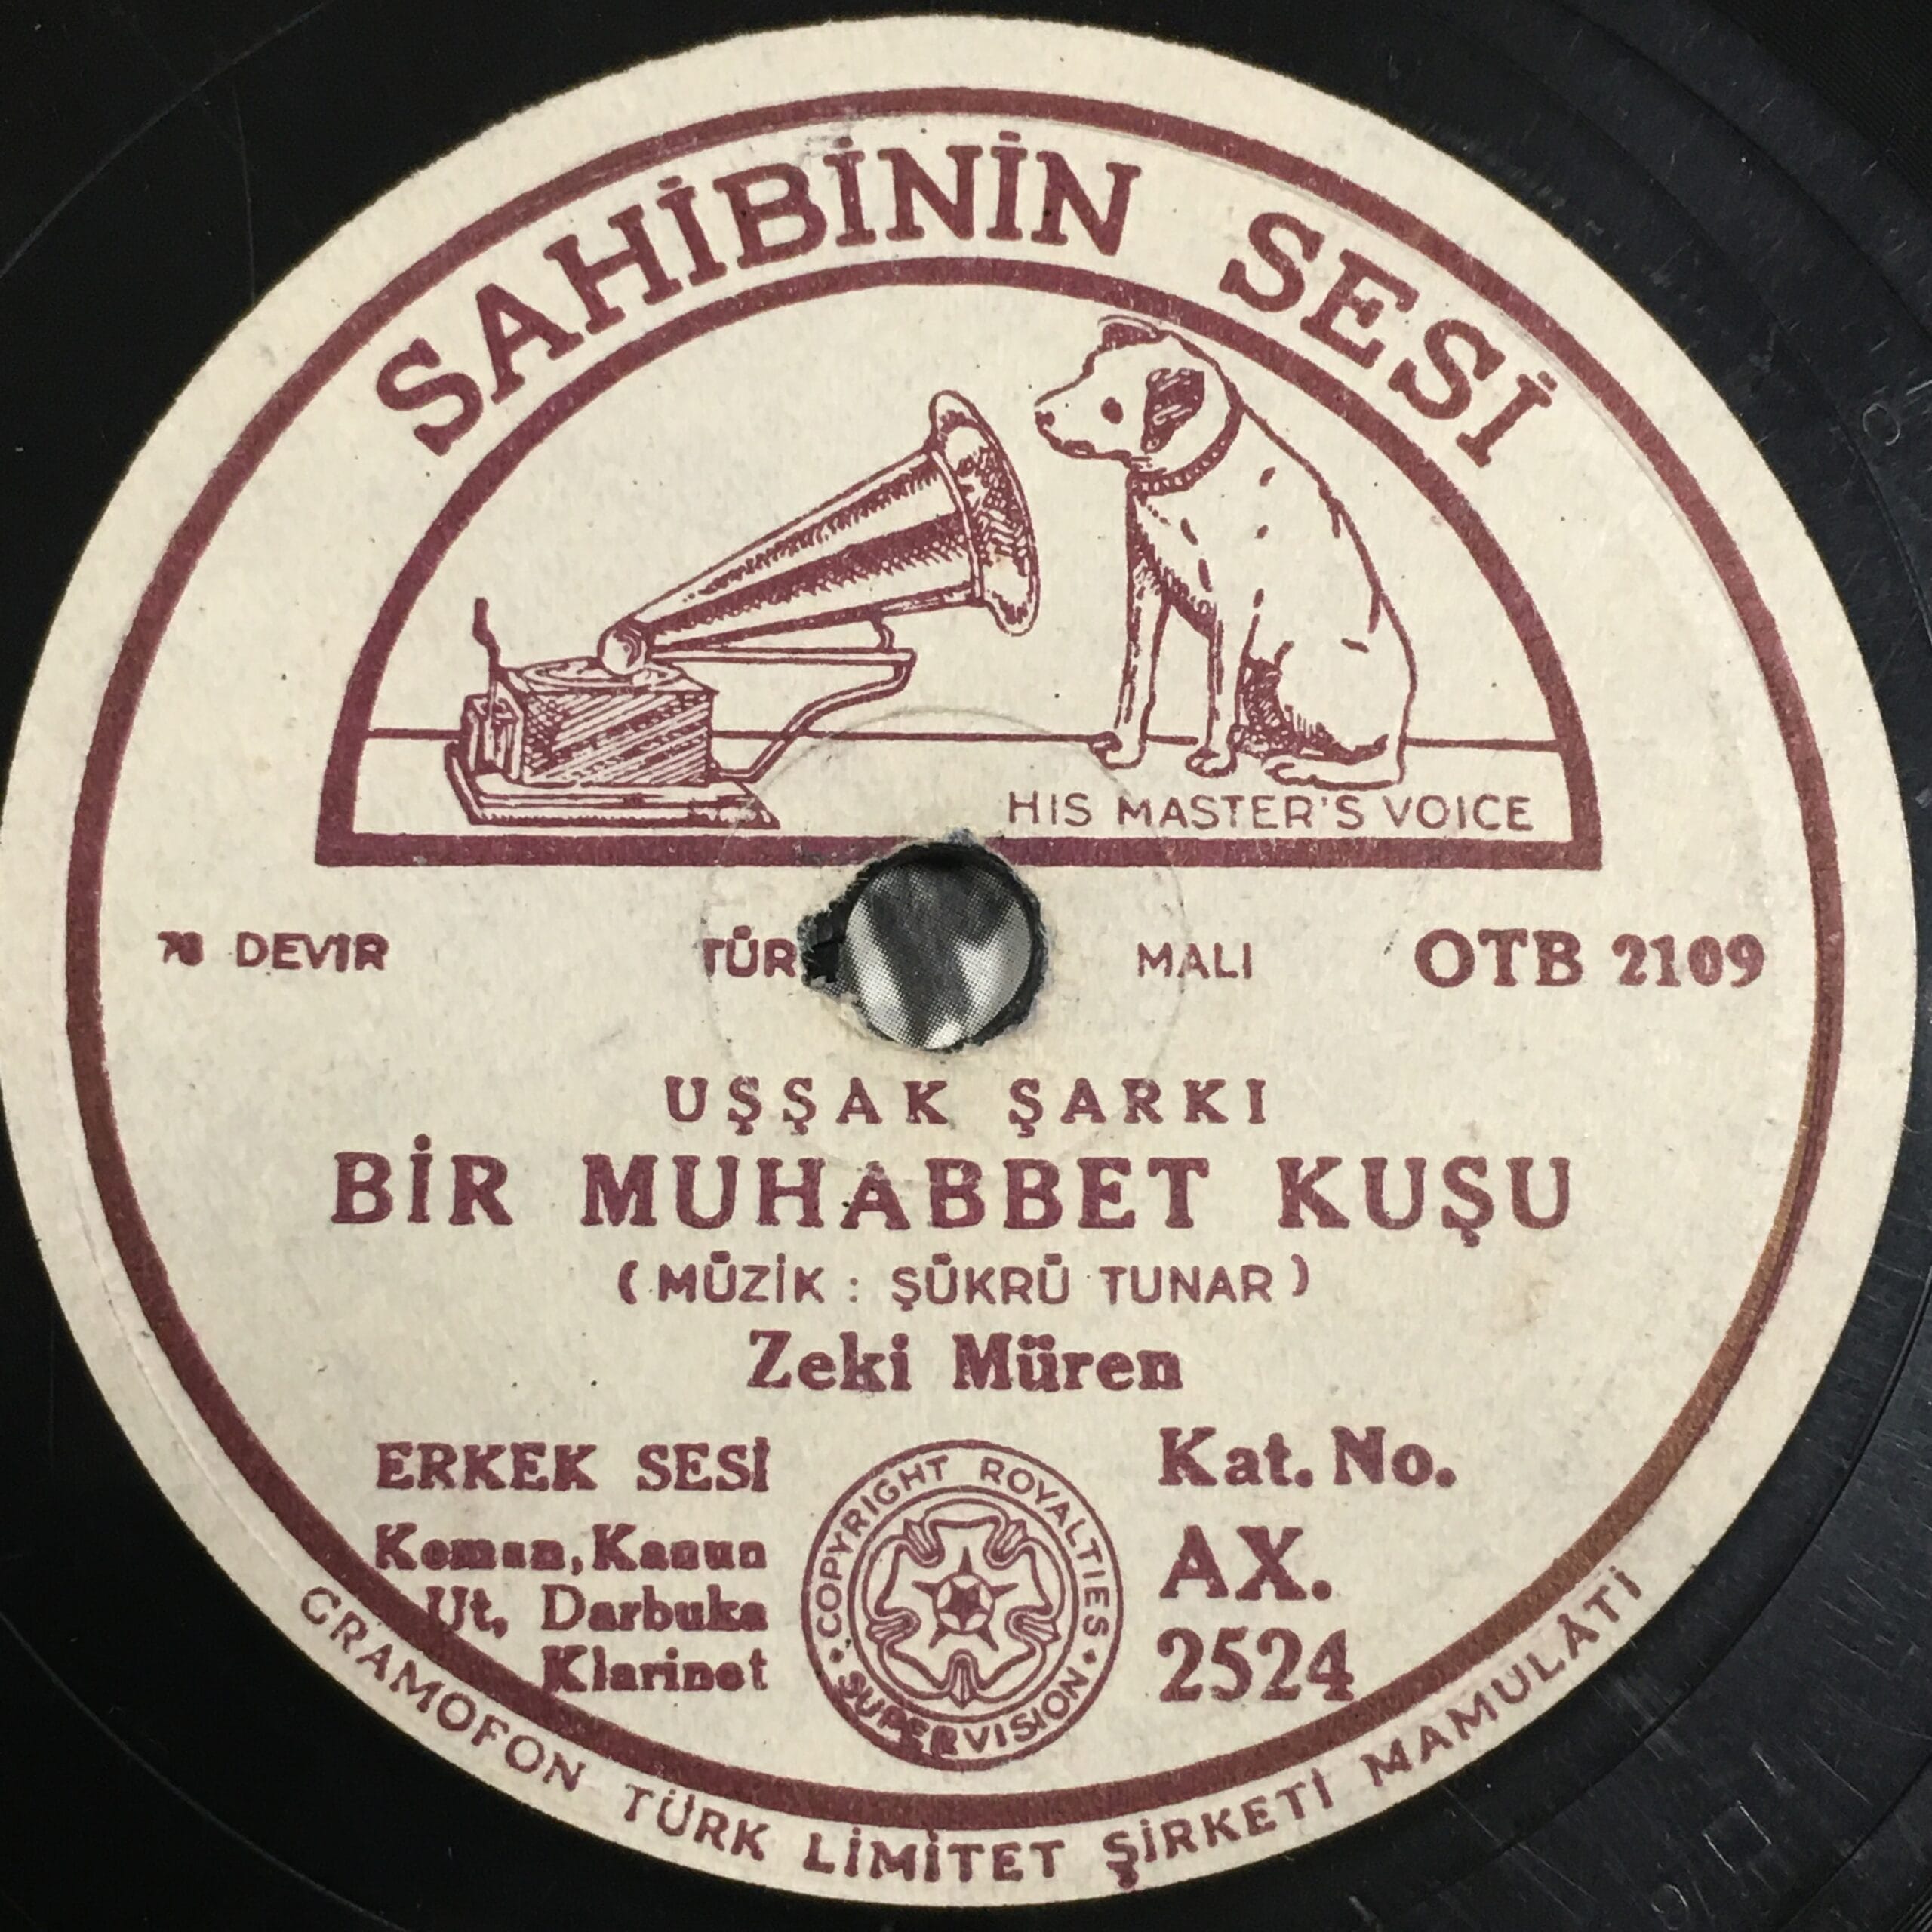 SAHİBİNİN SESİ
HIS MASTER'S VOICE
78 DEVIR
TÜR MALI
OTB 2109
UŞŞAK ŞARKI
BİR MUHABBET KUŞU
(MÜZİK : ŞÜKRÜ TUNAR)
Zeki Müren
ERKEK SESİ
Keman, Kanun
Ut, Darbuka
Klarinet
COPYRIGHT ROYALTIES
SUPERVISION
Kat. No.
AX.
2524
GRAMOFON TÜRK LİMİTET ŞİRKETİ MAMULÂTİ